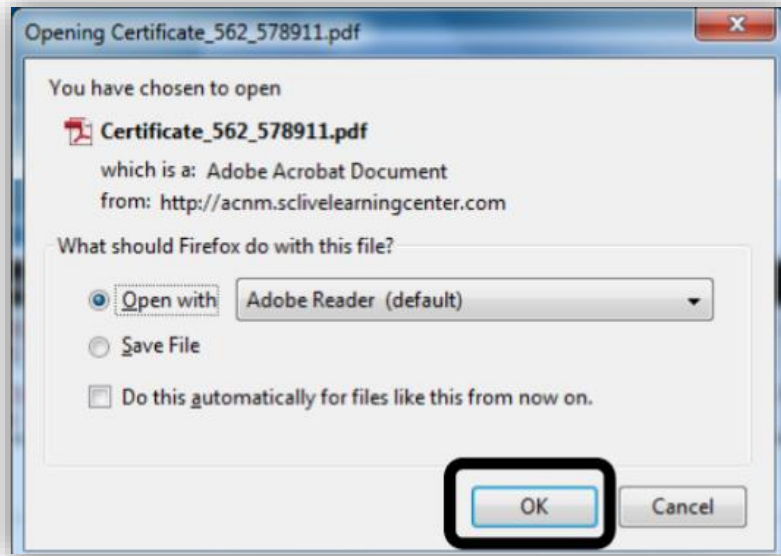 Opening Certificate_562_578911.pdf
You have chosen to open
Certificate_562_578911.pdf
which is a: Adobe Acrobat Document
from: http://acnm.sclivelearningcenter.com
What should Firefox do with this file?
Open with Adobe Reader (default)
Save File
Do this automatically for files like this from now on.
OK Cancel